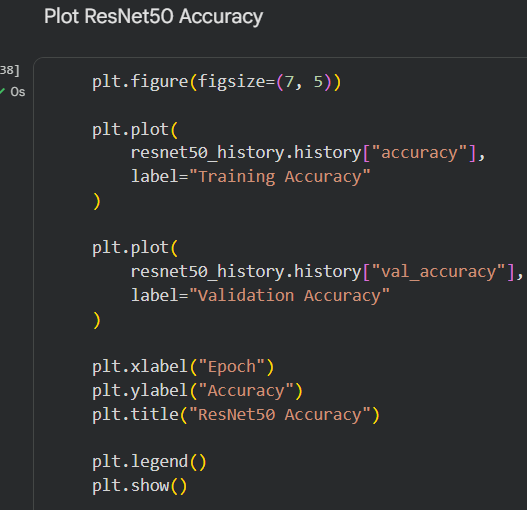 Plot ResNet50 Accuracy
38]
0s
plt.figure(figsize=(7, 5))
plt.plot(
resnet50_history.history["accuracy"],
label="Training Accuracy"
)
plt.plot(
resnet50_history.history["val_accuracy"],
label="Validation Accuracy"
)
plt.xlabel("Epoch")
plt.ylabel("Accuracy")
plt.title("ResNet50 Accuracy")
plt.legend()
plt.show()